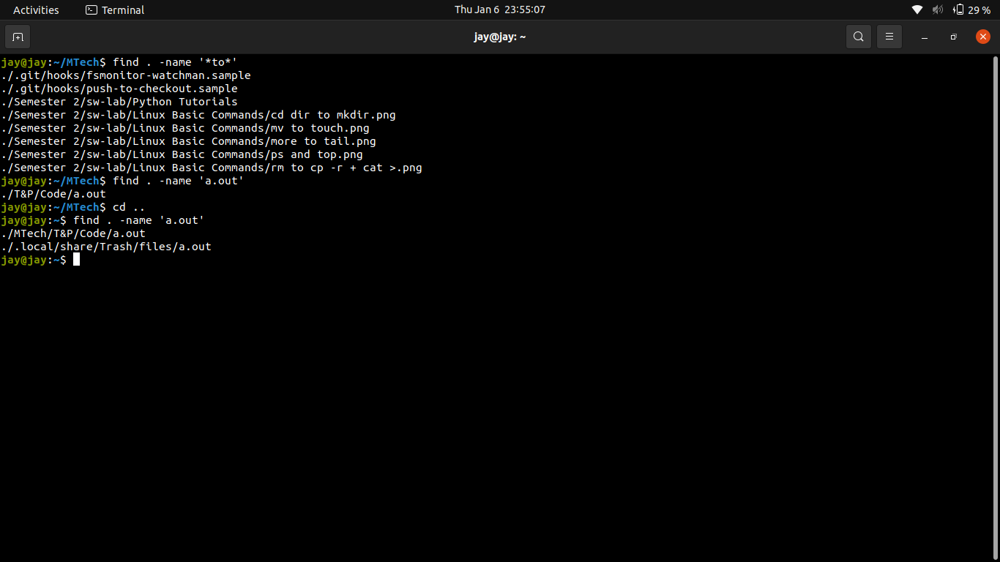 Activities Terminal Thu Jan 6 23:55:07 29 %
jay@jay: ~
jay@jay:~/MTech$ find . -name '*to*'
./.git/hooks/fsmonitor-watchman.sample
./.git/hooks/push-to-checkout.sample
./Semester 2/sw-lab/Python Tutorials
./Semester 2/sw-lab/Linux Basic Commands/cd dir to mkdir.png
./Semester 2/sw-lab/Linux Basic Commands/mv to touch.png
./Semester 2/sw-lab/Linux Basic Commands/more to tail.png
./Semester 2/sw-lab/Linux Basic Commands/ps and top.png
./Semester 2/sw-lab/Linux Basic Commands/rm to cp -r + cat >.png
jay@jay:~/MTech$ find . -name 'a.out'
./T&P/Code/a.out
jay@jay:~/MTech$ cd ..
jay@jay:~$ find . -name 'a.out'
./MTech/T&P/Code/a.out
./.local/share/Trash/files/a.out
jay@jay:~$